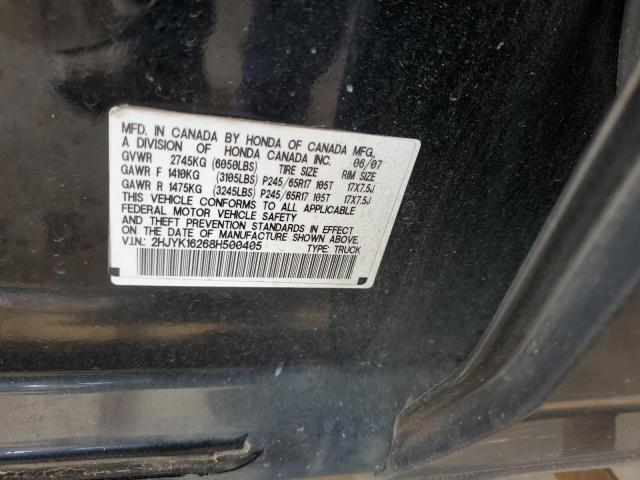 MFD. IN CANADA BY HONDA OF CANADA MFG.,
A DIVISION OF HONDA CANADA INC. 06/07
GVWR 2745KG (6050LBS) TIRE SIZE RIM SIZE
GAWR F 1410KG (3105LBS) P245/65R17 105T 17X7.5J
GAWR R 1475KG (3245LBS) P245/65R17 105T 17X7.5J
THIS VEHICLE CONFORMS TO ALL APPLICABLE
FEDERAL MOTOR VEHICLE SAFETY
AND THEFT PREVENTION STANDARDS IN EFFECT
ON THE DATE OF MANUFACTURE SHOWN ABOVE.
V.I.N.: 2HJYK16268H500405 TYPE: TRUCK